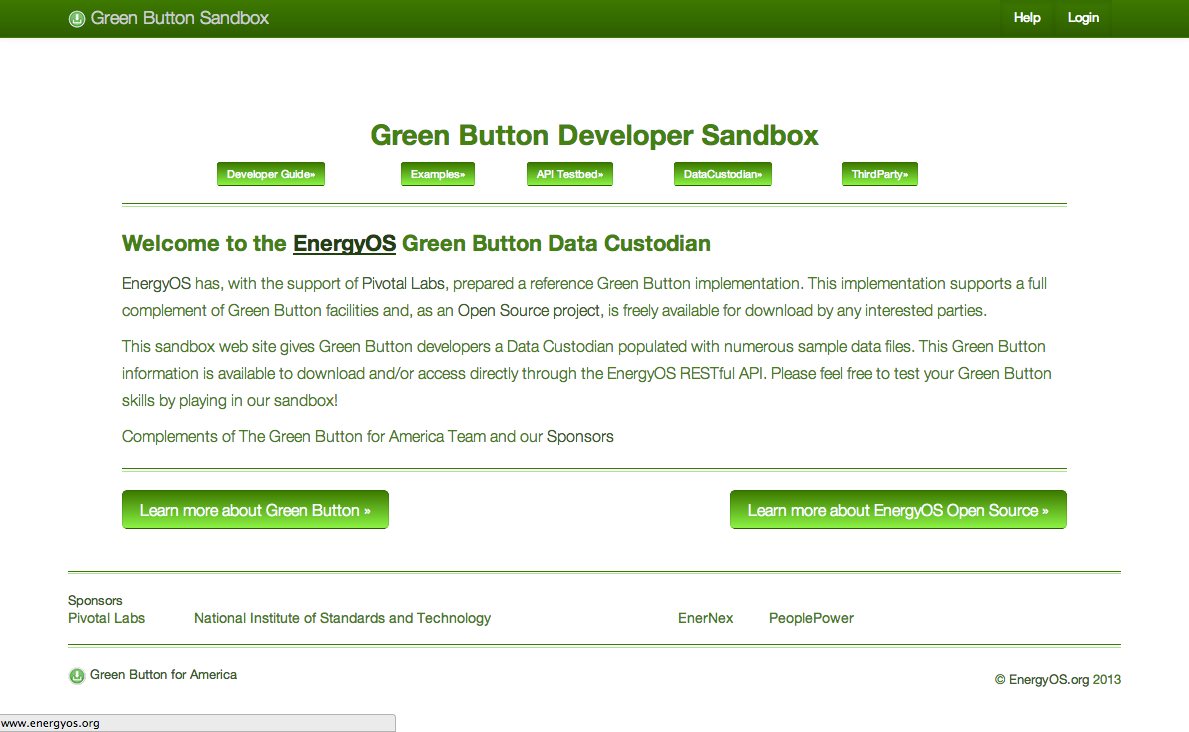 Green Button Sandbox Help Login
Green Button Developer Sandbox
Developer Guide» Examples» API Testbed» DataCustodian» ThirdParty»
Welcome to the EnergyOS Green Button Data Custodian
EnergyOS has, with the support of Pivotal Labs, prepared a reference Green Button implementation. This implementation supports a full
complement of Green Button facilities and, as an Open Source project, is freely available for download by any interested parties.
This sandbox web site gives Green Button developers a Data Custodian populated with numerous sample data files. This Green Button
information is available to download and/or access directly through the EnergyOS RESTful API. Please feel free to test your Green Button
skills by playing in our sandbox!
Complements of The Green Button for America Team and our Sponsors
Learn more about Green Button » Learn more about EnergyOS Open Source »
Sponsors
Pivotal Labs National Institute of Standards and Technology EnerNex PeoplePower
Green Button for America © EnergyOS.org 2013
www.energyos.org